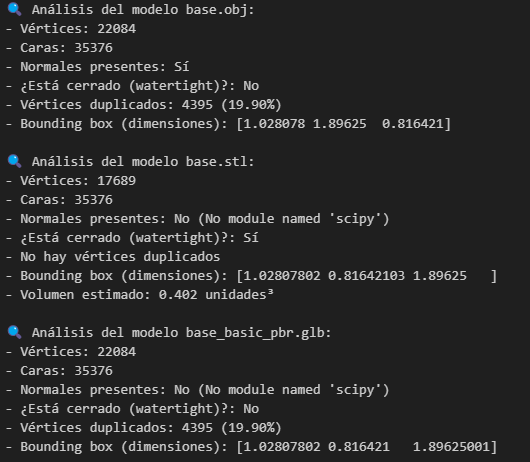 🔍 Análisis del modelo base.obj:
- Vértices: 22084
- Caras: 35376
- Normales presentes: Sí
- ¿Está cerrado (watertight)?: No
- Vértices duplicados: 4395 (19.90%)
- Bounding box (dimensiones): [1.028078 1.89625  0.816421]
🔍 Análisis del modelo base.stl:
- Vértices: 17689
- Caras: 35376
- Normales presentes: No (No module named 'scipy')
- ¿Está cerrado (watertight)?: Sí
- No hay vértices duplicados
- Bounding box (dimensiones): [1.02807802 0.81642103 1.89625   ]
- Volumen estimado: 0.402 unidades³
🔍 Análisis del modelo base_basic_pbr.glb:
- Vértices: 22084
- Caras: 35376
- Normales presentes: No (No module named 'scipy')
- ¿Está cerrado (watertight)?: No
- Vértices duplicados: 4395 (19.90%)
- Bounding box (dimensiones): [1.02807802 0.816421   1.89625001]